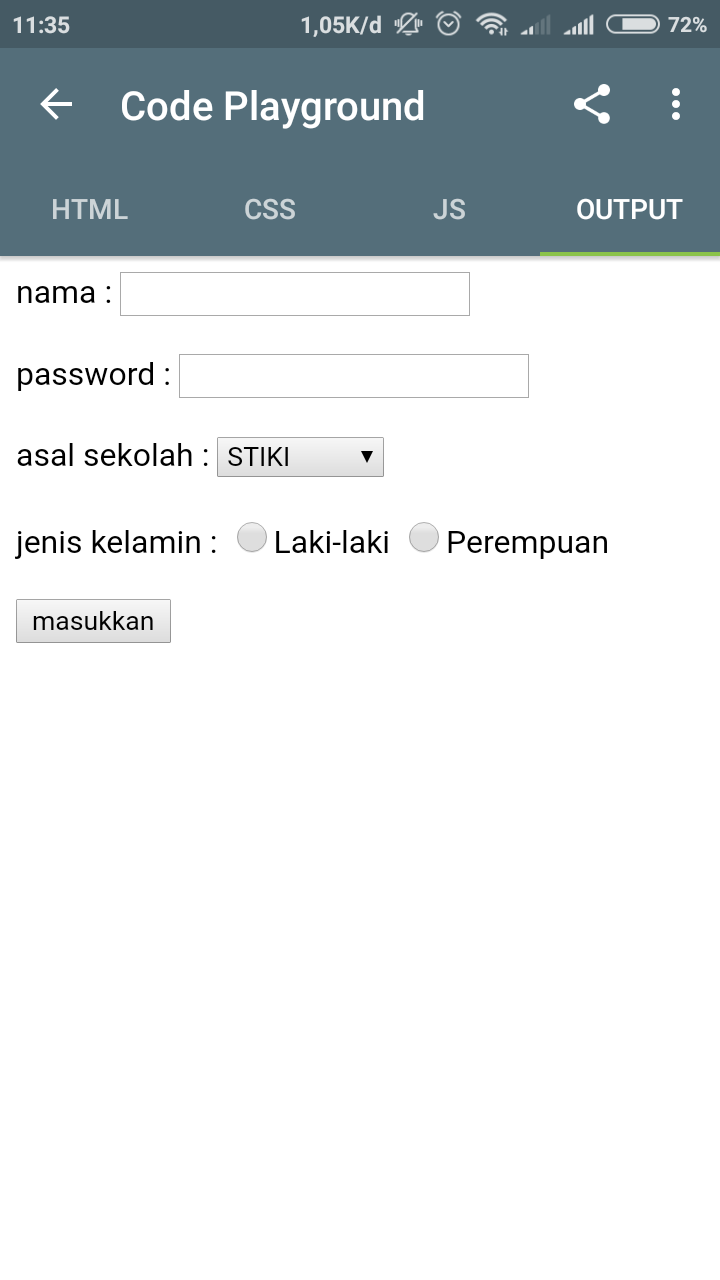 11:35 1,05K/d 72%
Code Playground
HTML CSS JS OUTPUT
nama :
password :
asal sekolah : STIKI
jenis kelamin : Laki-laki Perempuan
masukkan